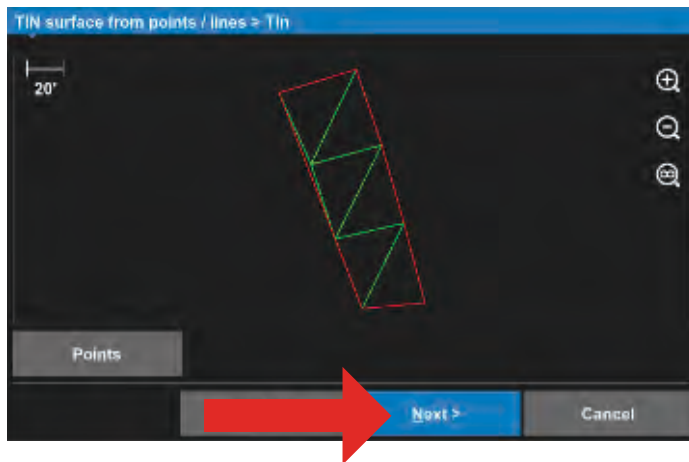 TIN surface from points / lines > Tin
20'
Points
Next >
Cancel